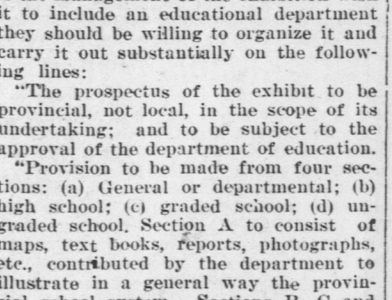 it to include an educational department
they should be willing to organize it and
carry it out substantially on the follow-
ing lines:
"The prospectus of the exhibit to be
provincial, not local, in the scope of its
undertaking; and to be subject to the
approval of the department of education.
"Provision to be made from four sec-
tions: (a) General or departmental; (b)
high school; (c) graded school; (d) un-
graded school. Section A to consist of
maps, text books, reports, photographs,
etc., contributed by the department to
illustrate in a general way the provin-